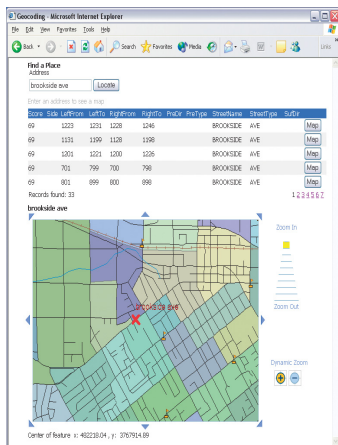 Geocoding - Microsoft Internet Explorer
File Edit View Favorites Tools Help
Back Search Favorites Media Links
Find a Place
Address
brookside ave Locate
Enter an address to see a map
Score Side LeftFrom LeftTo RightFrom RightTo PreDir PreType StreetName StreetType SufDir
69 1223 1231 1228 1246 BROOKSIDE AVE Map
69 1131 1199 1128 1198 BROOKSIDE AVE Map
69 1201 1221 1200 1226 BROOKSIDE AVE Map
69 701 799 700 798 BROOKSIDE AVE Map
69 801 899 800 898 BROOKSIDE AVE Map
Records found: 33 1 2 3 4 5 6 7
brookside ave
Zoom In
brookside ave
Zoom Out
Dynamic Zoom
Center of feature x: 482218.04 , y: 3767914.89